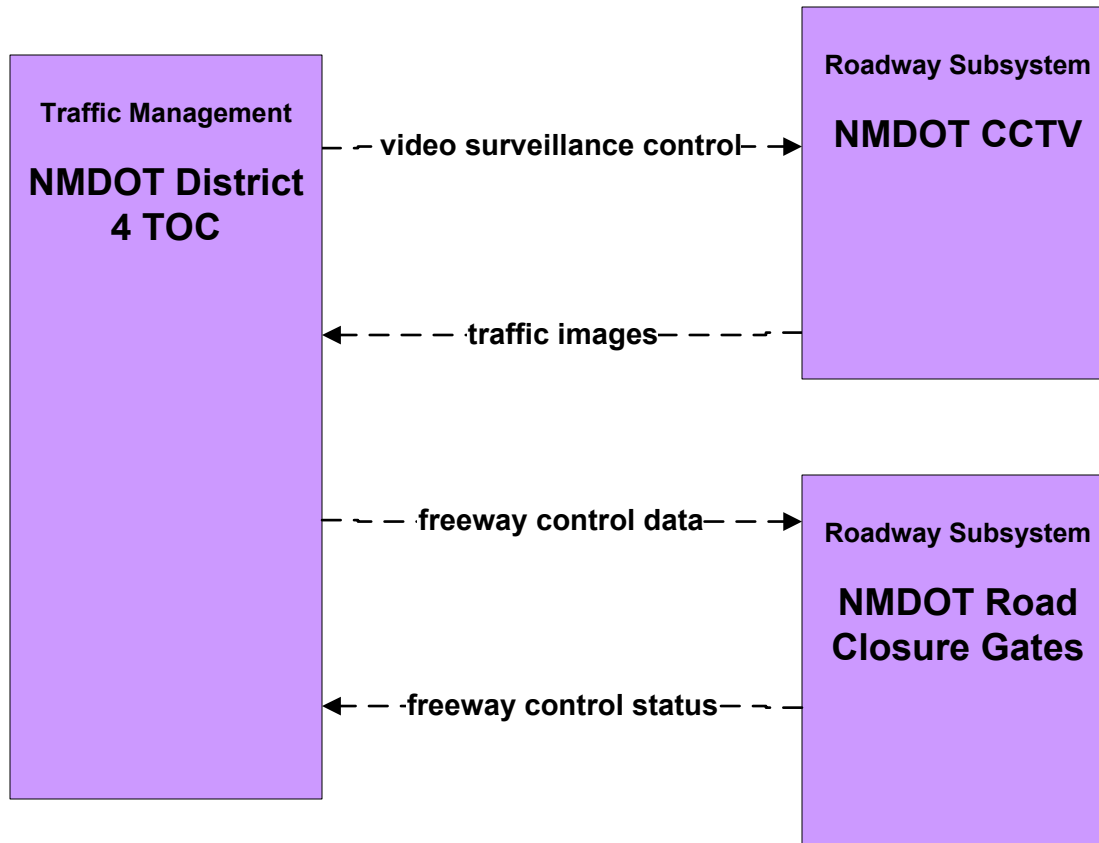 Traffic Management
NMDOT District
4 TOC
video surveillance control
traffic images
freeway control data
freeway control status
Roadway Subsystem
NMDOT CCTV
Roadway Subsystem
NMDOT Road
Closure Gates